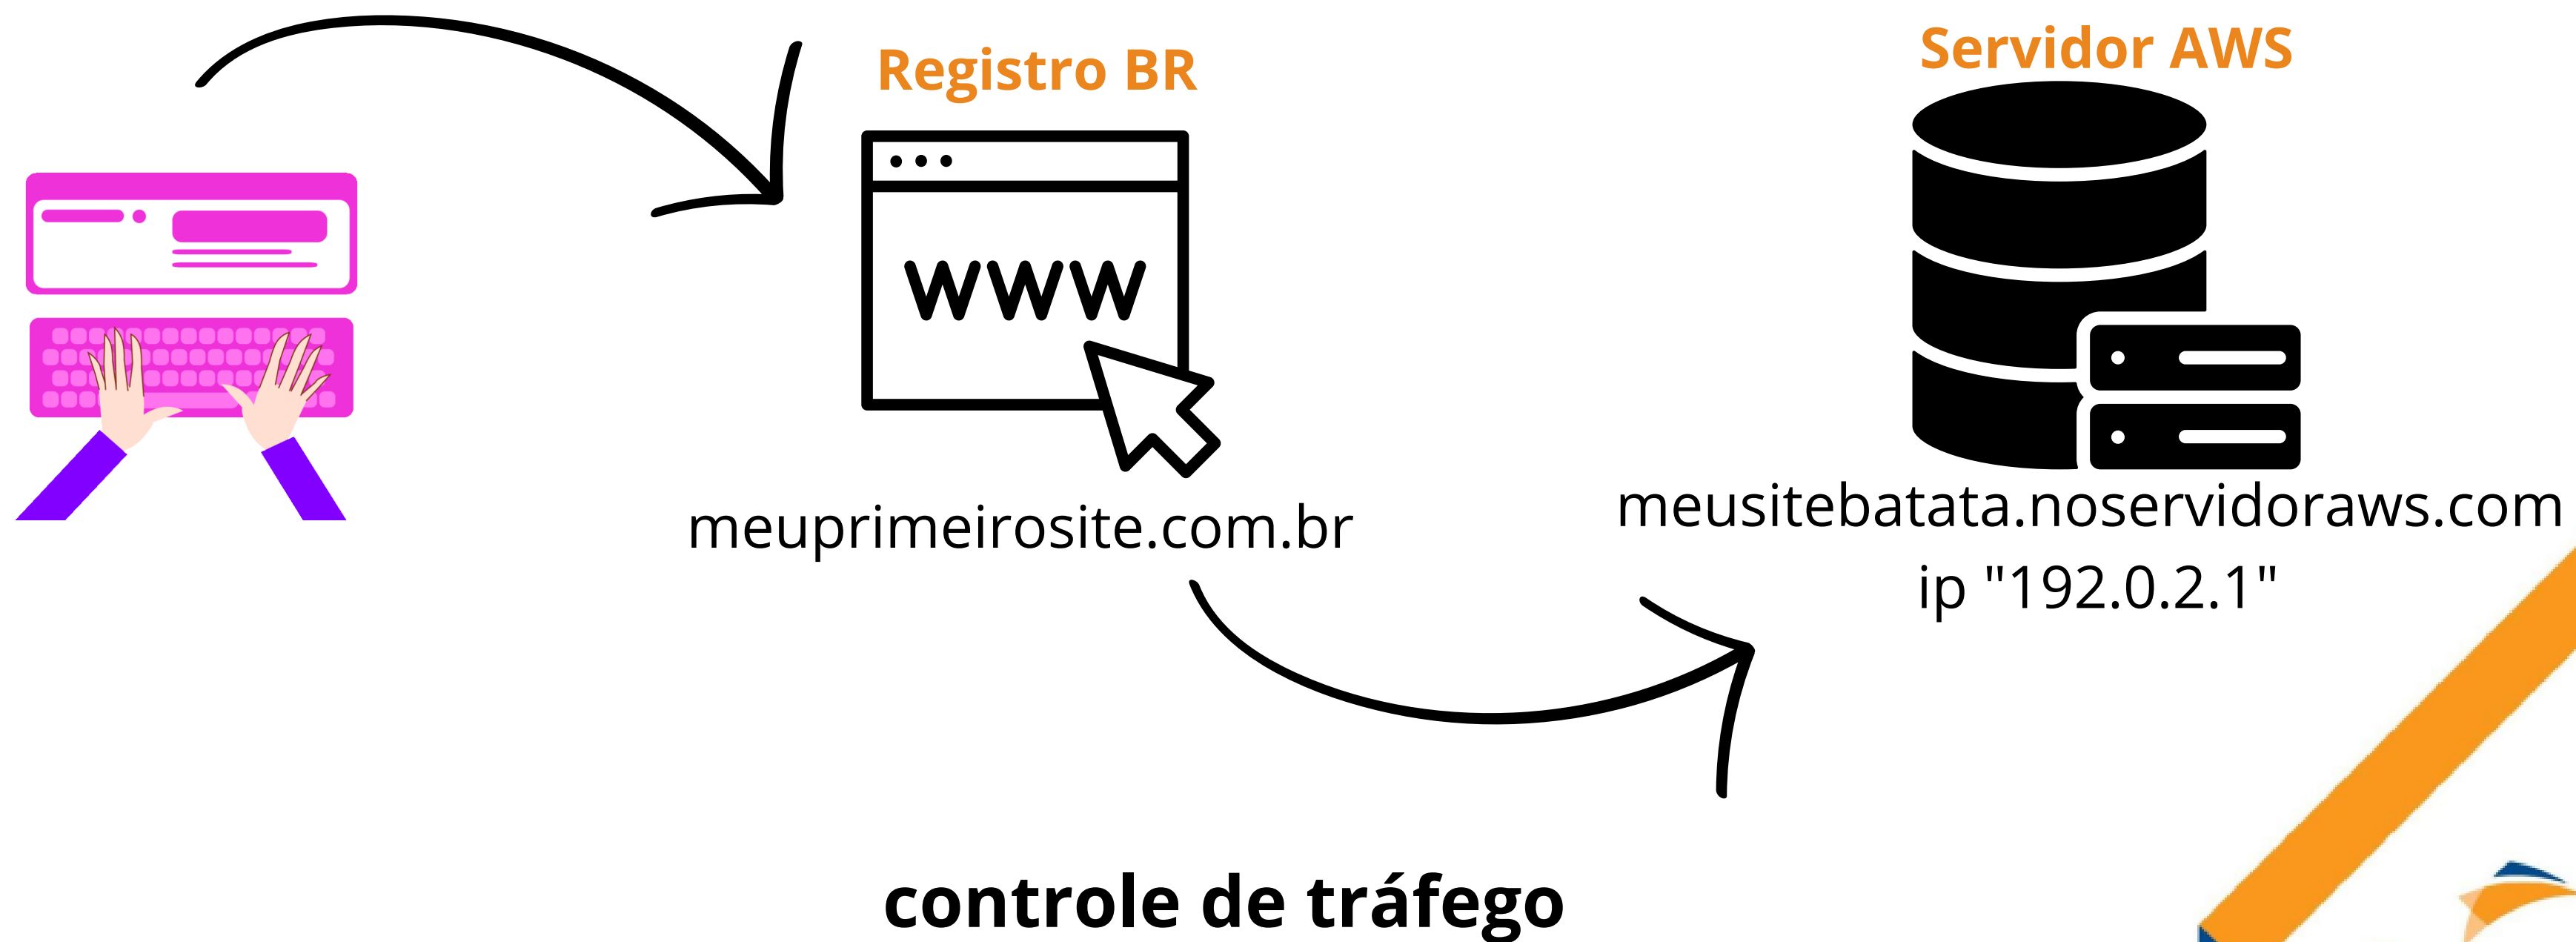 Registro BR
Servidor AWS
www
meuprimeirosite.com.br
meusitebatata.noservidoraws.com
ip "192.0.2.1"
controle de tráfego